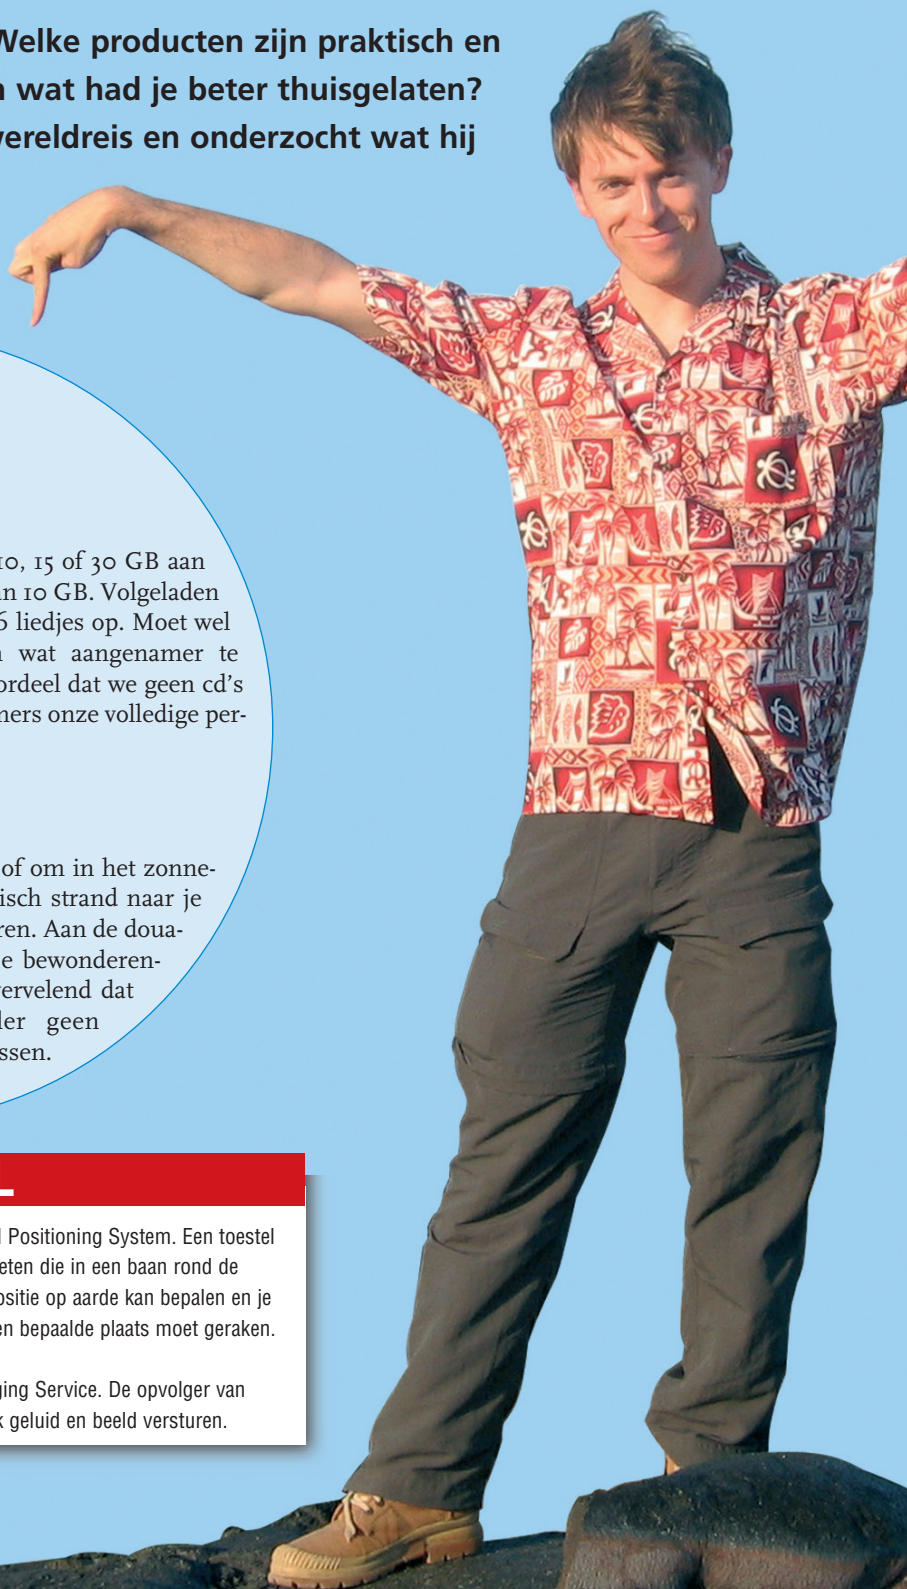 Welke producten zijn praktisch en
wat had je beter thuisgelaten?
wereldreis en onderzocht wat hij
10, 15 of 30 GB aan
10 GB. Volgeladen
6 liedjes op. Moet wel
wat aangenamer te
ordeel dat we geen cd's
mers onze volledige per-
of om in het zonne-
isch strand naar je
ren. Aan de doua-
e bewonderen-
vervelend dat
ler geen
ssen.
L
l Positioning System. Een toestel
eten die in een baan rond de
ositie op aarde kan bepalen en je
en bepaalde plaats moet geraken.
ging Service. De opvolger van
k geluid en beeld versturen.